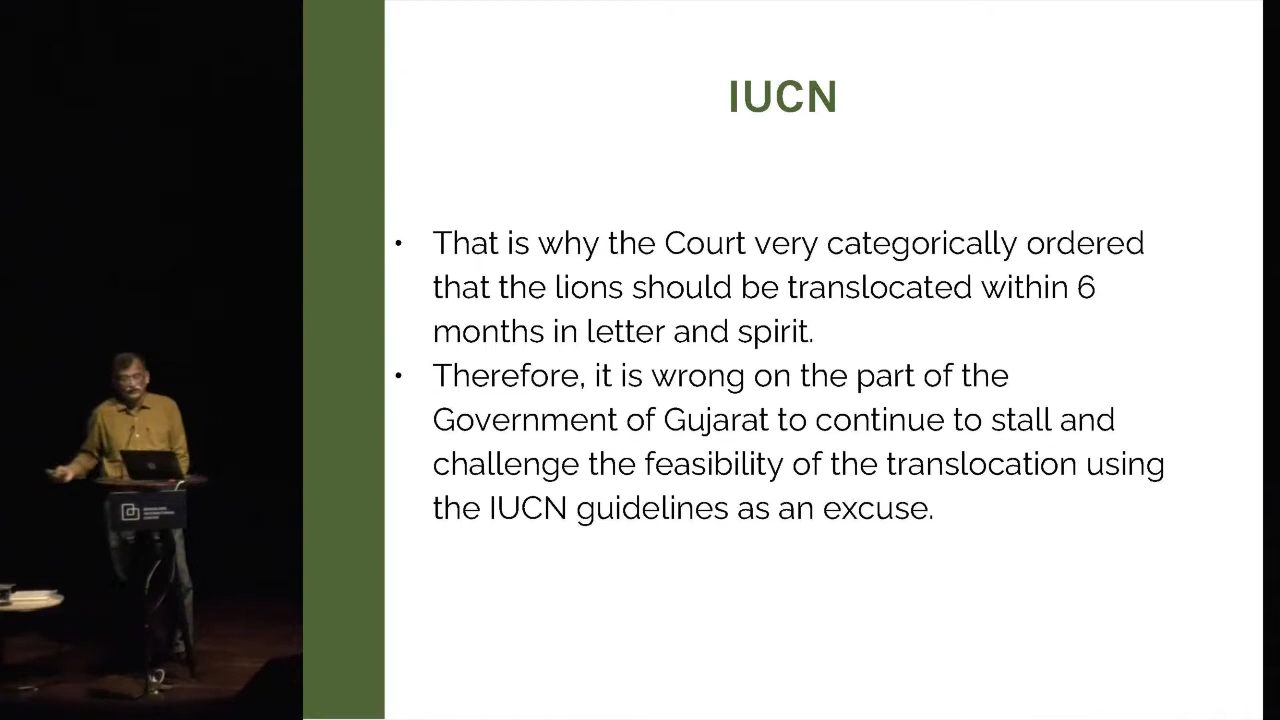 IUCN
• That is why the Court very categorically ordered
that the lions should be translocated within 6
months in letter and spirit.
• Therefore, it is wrong on the part of the
Government of Gujarat to continue to stall and
challenge the feasibility of the translocation using
the IUCN guidelines as an excuse.